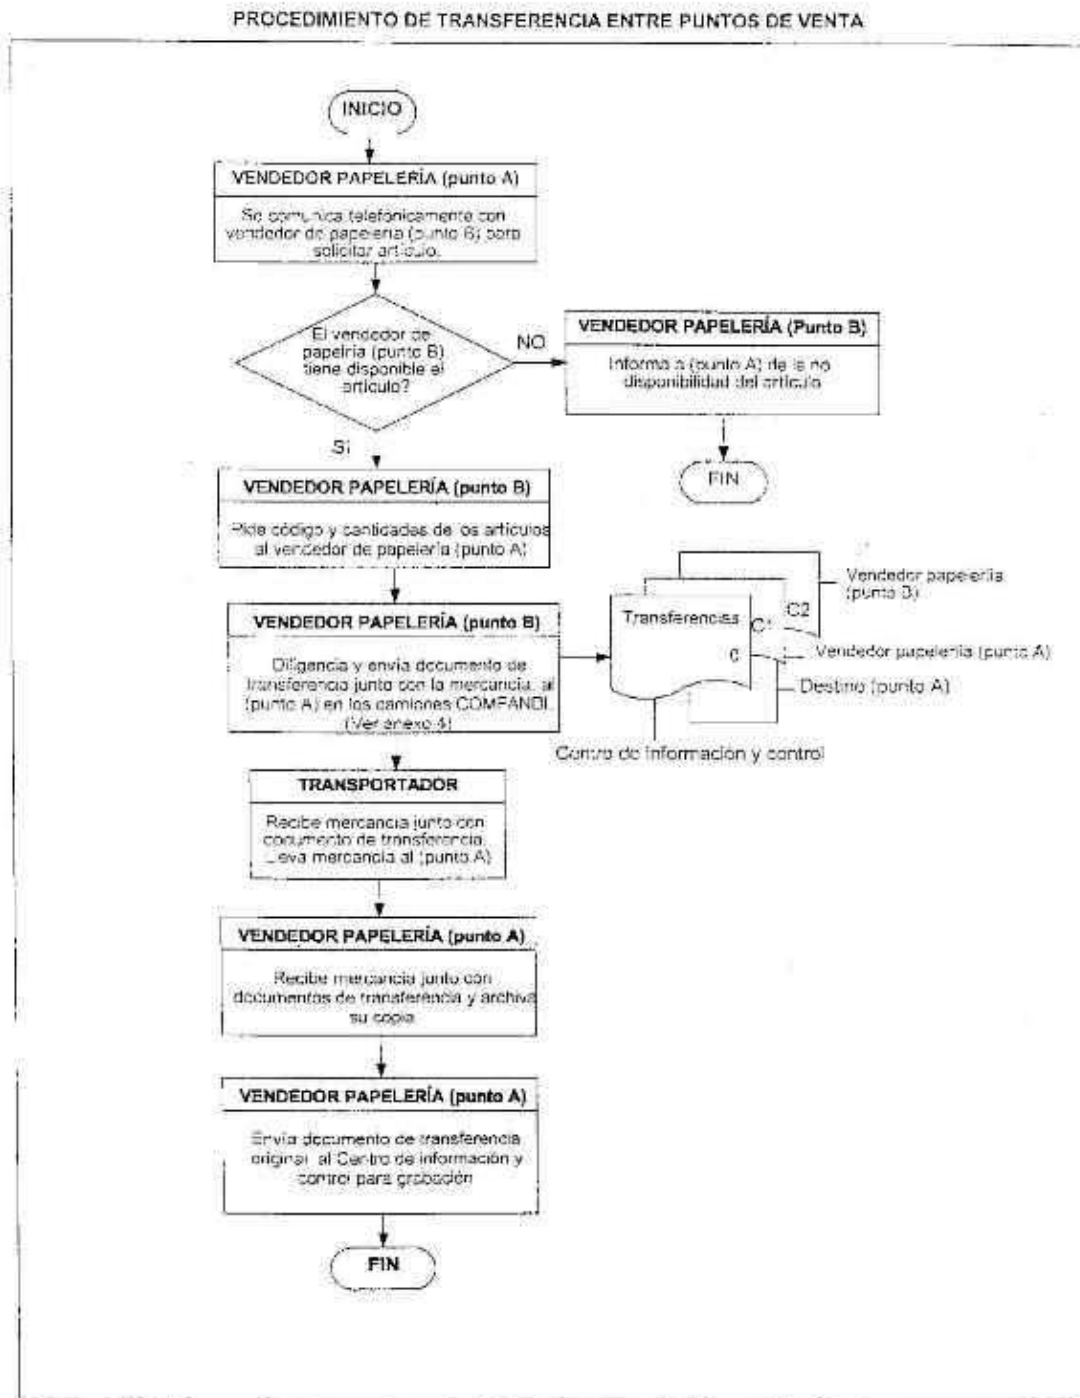 PROCEDIMIENTO DE TRANSFERENCIA ENTRE PUNTOS DE VENTA
INICIO
VENDEDOR PAPELERÍA (punto A)
Se comunica telefónicamente con
vendedor de papelería (punto B) para
solicitar artículo.
El vendedor de
papelría (punto B)
tiene disponible el
artículo?
NO
VENDEDOR PAPELERÍA (Punto B)
Informa a (punto A) de la no
disponibilidad del artículo
FIN
Si
VENDEDOR PAPELERÍA (punto B)
Pide código y cantidades de los artículos
al vendedor de papelería (punto A)
VENDEDOR PAPELERÍA (punto B)
Diligencia y envía documento de
transferencia junto con la mercancía, al
(punto A) en los camiones COMFANDI.
(Ver anexo 4)
Transferencias
C1
C2
0
Vendedor papelería
(punto B)
Vendedor papelería (punto A)
Destino (punto A)
Centro de información y control
TRANSPORTADOR
Recibe mercancía junto con
documento de transferencia.
Lleva mercancía al (punto A)
VENDEDOR PAPELERÍA (punto A)
Recibe mercancía junto con
documentos de transferencia y archiva
su copia
VENDEDOR PAPELERÍA (punto A)
Envía documento de transferencia
original, al Centro de información y
control para grabación
FIN